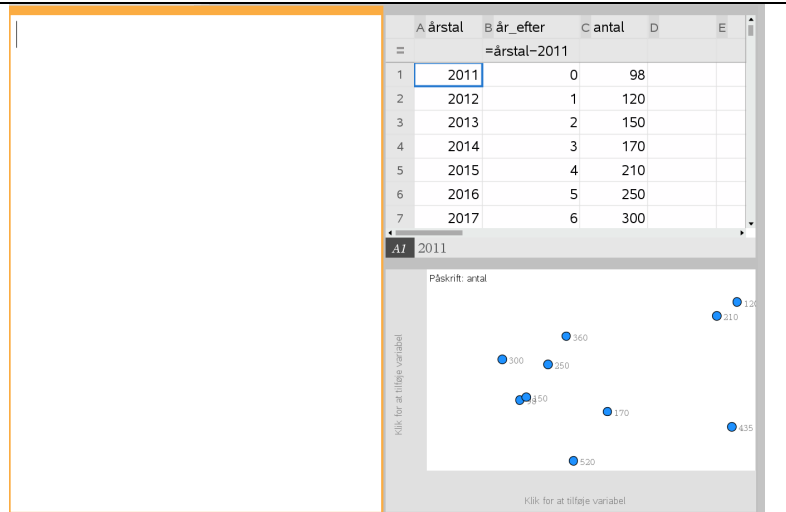 A årstal B år_efter C antal D E
= =årstal−2011
1 2011 0 98
2 2012 1 120
3 2013 2 150
4 2014 3 170
5 2015 4 210
6 2016 5 250
7 2017 6 300
A1 2011
Påskrift: antal
120
210
360
300
250
150
98
170
435
520
Klik for at tilføje variabel
Klik for at tilføje variabel